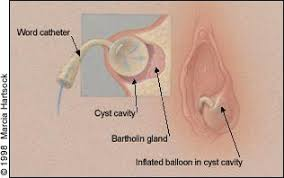 Word catheter
Cyst cavity
Bartholin gland
Inflated balloon in cyst cavity
© 1998 Marcia Hartsock